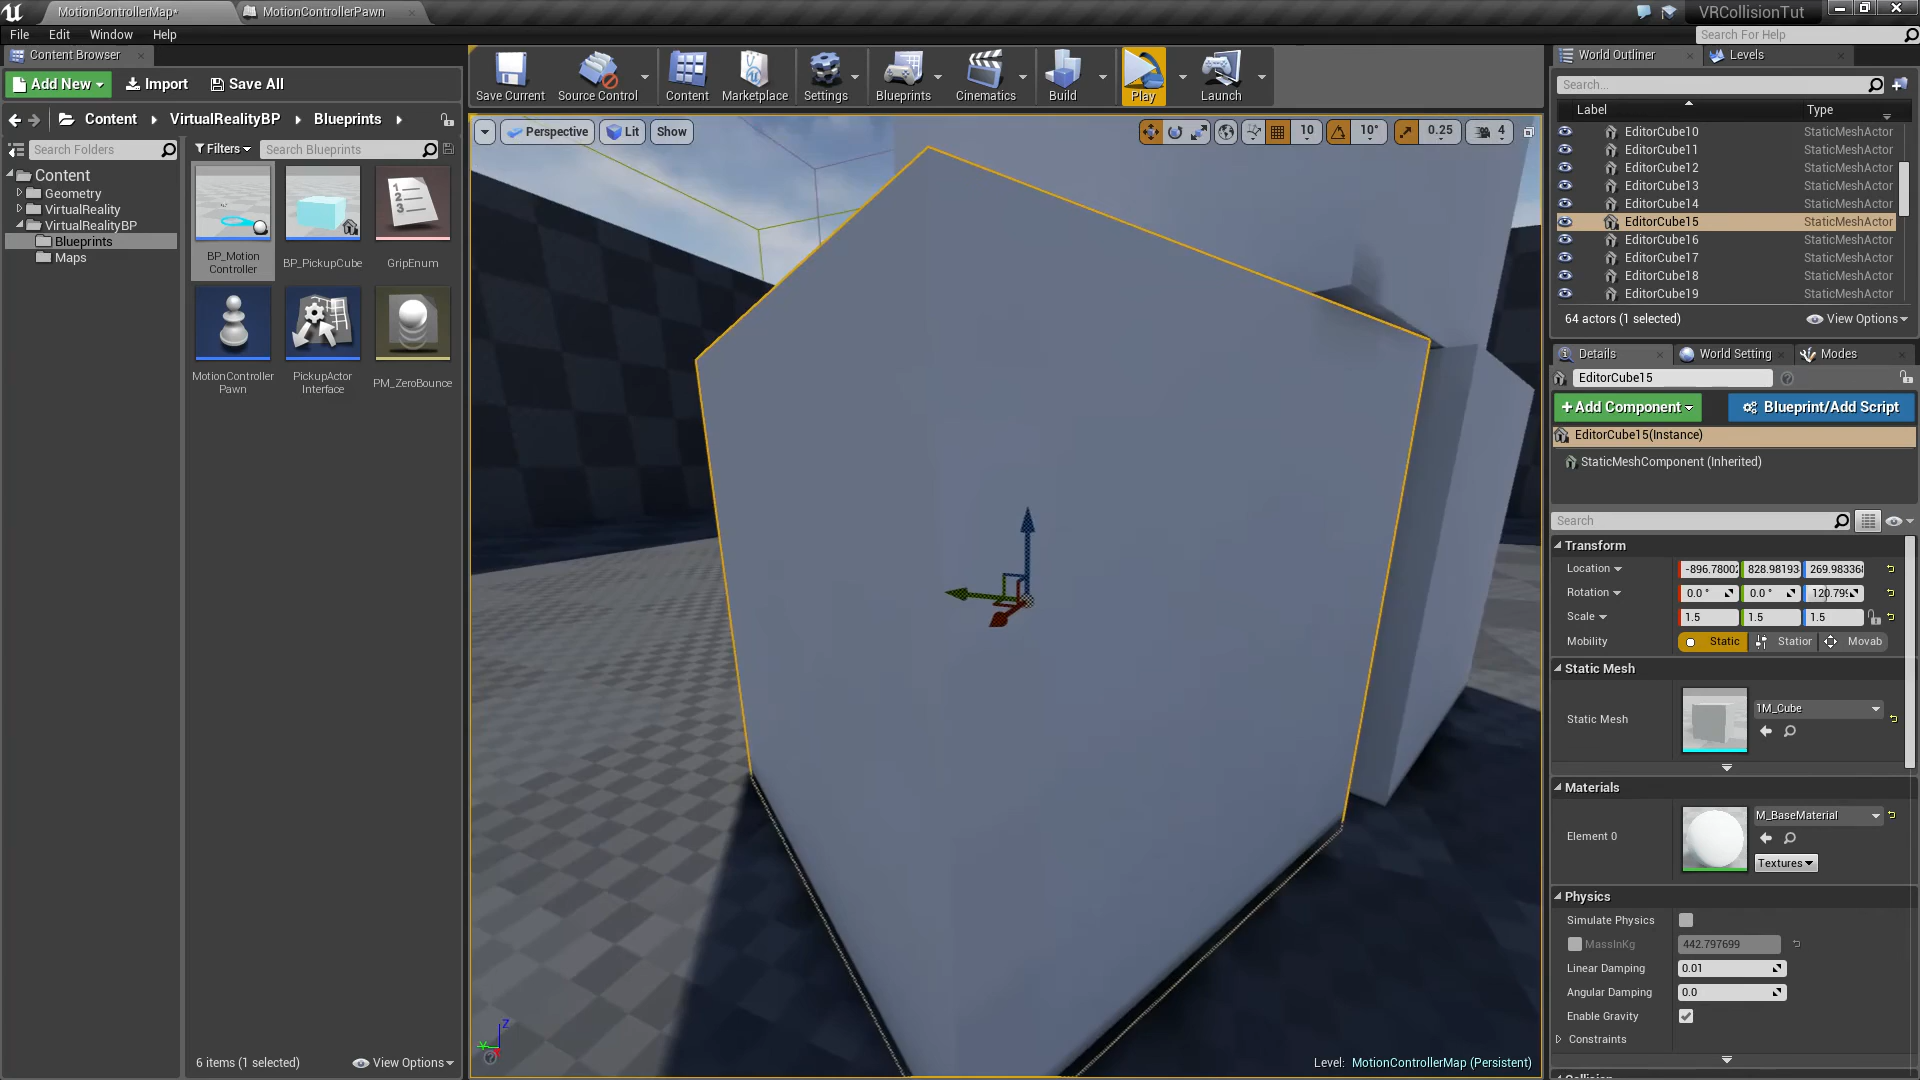 MotionControllerMap*
MotionControllerPawn
VRCollisionTut
File Edit Window Help
Search For Help
Content Browser
Add New
Import
Save All
Content VirtualRealityBP Blueprints
Search Folders
Filters
Search Blueprints
Content
Geometry
VirtualReality
VirtualRealityBP
Blueprints
Maps
BP_Motion
Controller
BP_PickupCube
GripEnum
MotionController
Pawn
PickupActor
Interface
PM_ZeroBounce
6 items (1 selected)
View Options
Save Current
Source Control
Content
Marketplace
Settings
Blueprints
Cinematics
Build
Play
Launch
Perspective
Lit
Show
10
10°
0.25
4
Level: MotionControllerMap (Persistent)
World Outliner
Levels
Search...
Label
Type
EditorCube10 StaticMeshActor
EditorCube11 StaticMeshActor
EditorCube12 StaticMeshActor
EditorCube13 StaticMeshActor
EditorCube14 StaticMeshActor
EditorCube15 StaticMeshActor
EditorCube16 StaticMeshActor
EditorCube17 StaticMeshActor
EditorCube18 StaticMeshActor
EditorCube19 StaticMeshActor
64 actors (1 selected)
View Options
Details
World Setting
Modes
EditorCube15
+Add Component
Blueprint/Add Script
EditorCube15(Instance)
StaticMeshComponent (Inherited)
Search
Transform
Location -896.7800 828.98193 269.98336
Rotation 0.0 ° 0.0 ° 120.79
Scale 1.5 1.5 1.5
Mobility Static Station Movab
Static Mesh
Static Mesh
1M_Cube
Materials
Element 0
M_BaseMaterial
Textures
Physics
Simulate Physics
MassInKg 442.797699
Linear Damping 0.01
Angular Damping 0.0
Enable Gravity
Constraints